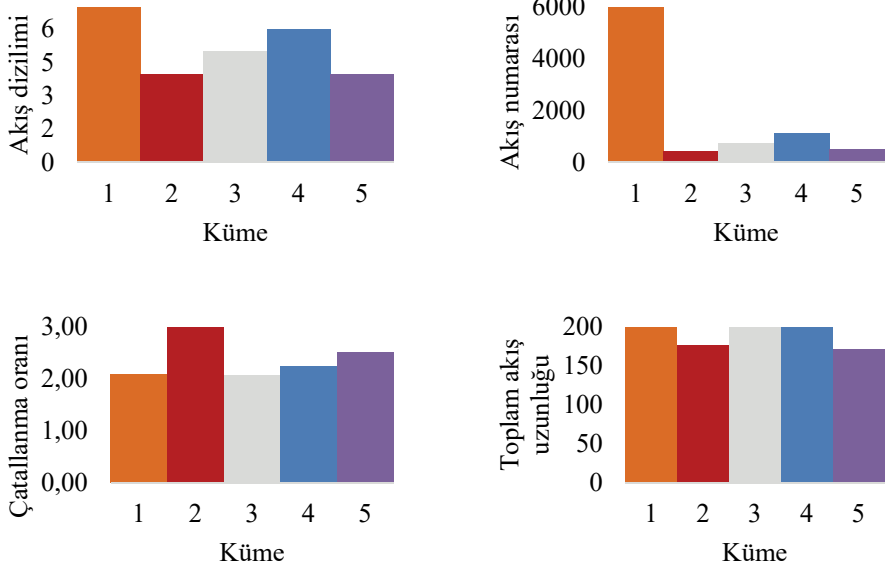 Akış dizilimi
6
5
3
2
0
1 2 3 4 5
Küme
Akış numarası
6000
4000
2000
0
1 2 3 4 5
Küme
Çatallanma oranı
3,00
2,00
1,00
0,00
1 2 3 4 5
Küme
Toplam akış
uzunluğu
200
150
100
50
0
1 2 3 4 5
Küme